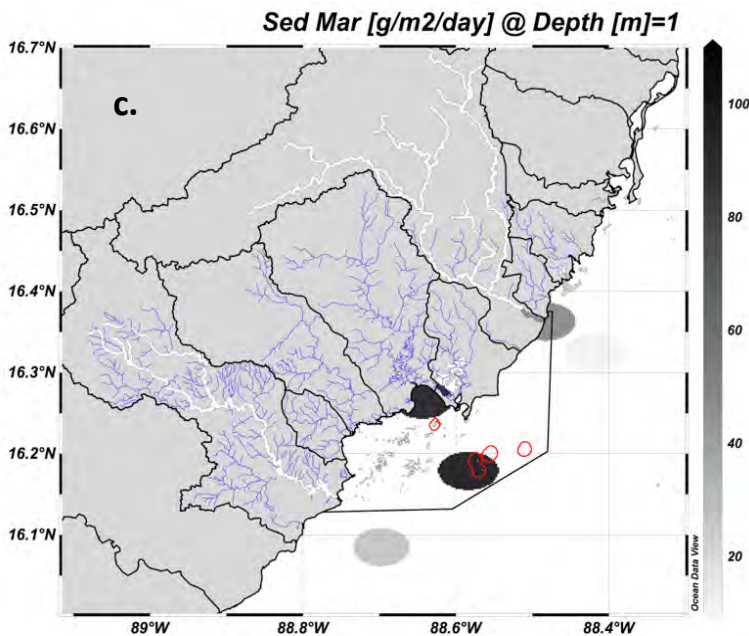 Sed Mar [g/m2/day] @ Depth [m]=1
c.
16.7°N
16.6°N
16.5°N
16.4°N
16.3°N
16.2°N
16.1°N
89°W
88.8°W
88.6°W
88.4°W
100
80
60
40
20
Ocean Data View